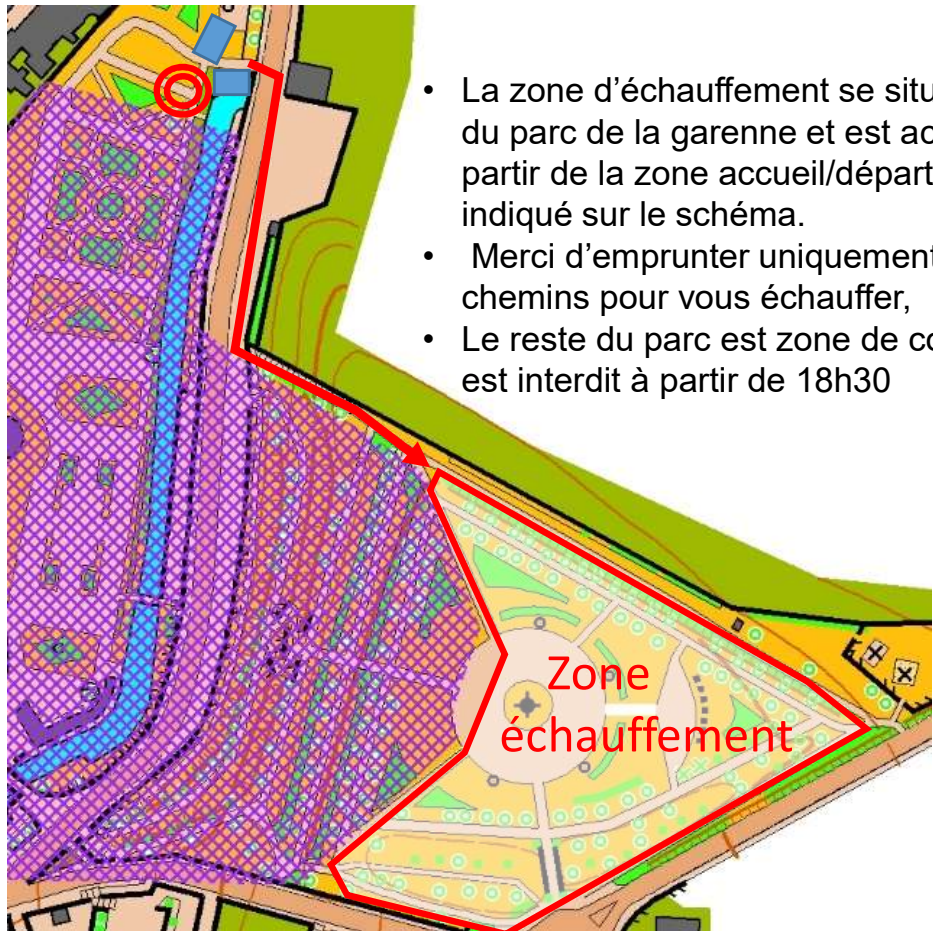 • La zone d’échauffement se situ
du parc de la garenne et est ac
partir de la zone accueil/départ
indiqué sur le schéma.
• Merci d’emprunter uniquement
chemins pour vous échauffer,
• Le reste du parc est zone de co
est interdit à partir de 18h30
Zone
échauffement